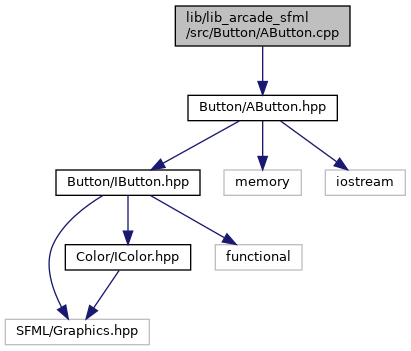 lib/lib_arcade_sfml
/src/Button/AButton.cpp
Button/AButton.hpp
Button/IButton.hpp
memory
iostream
Color/IColor.hpp
functional
SFML/Graphics.hpp